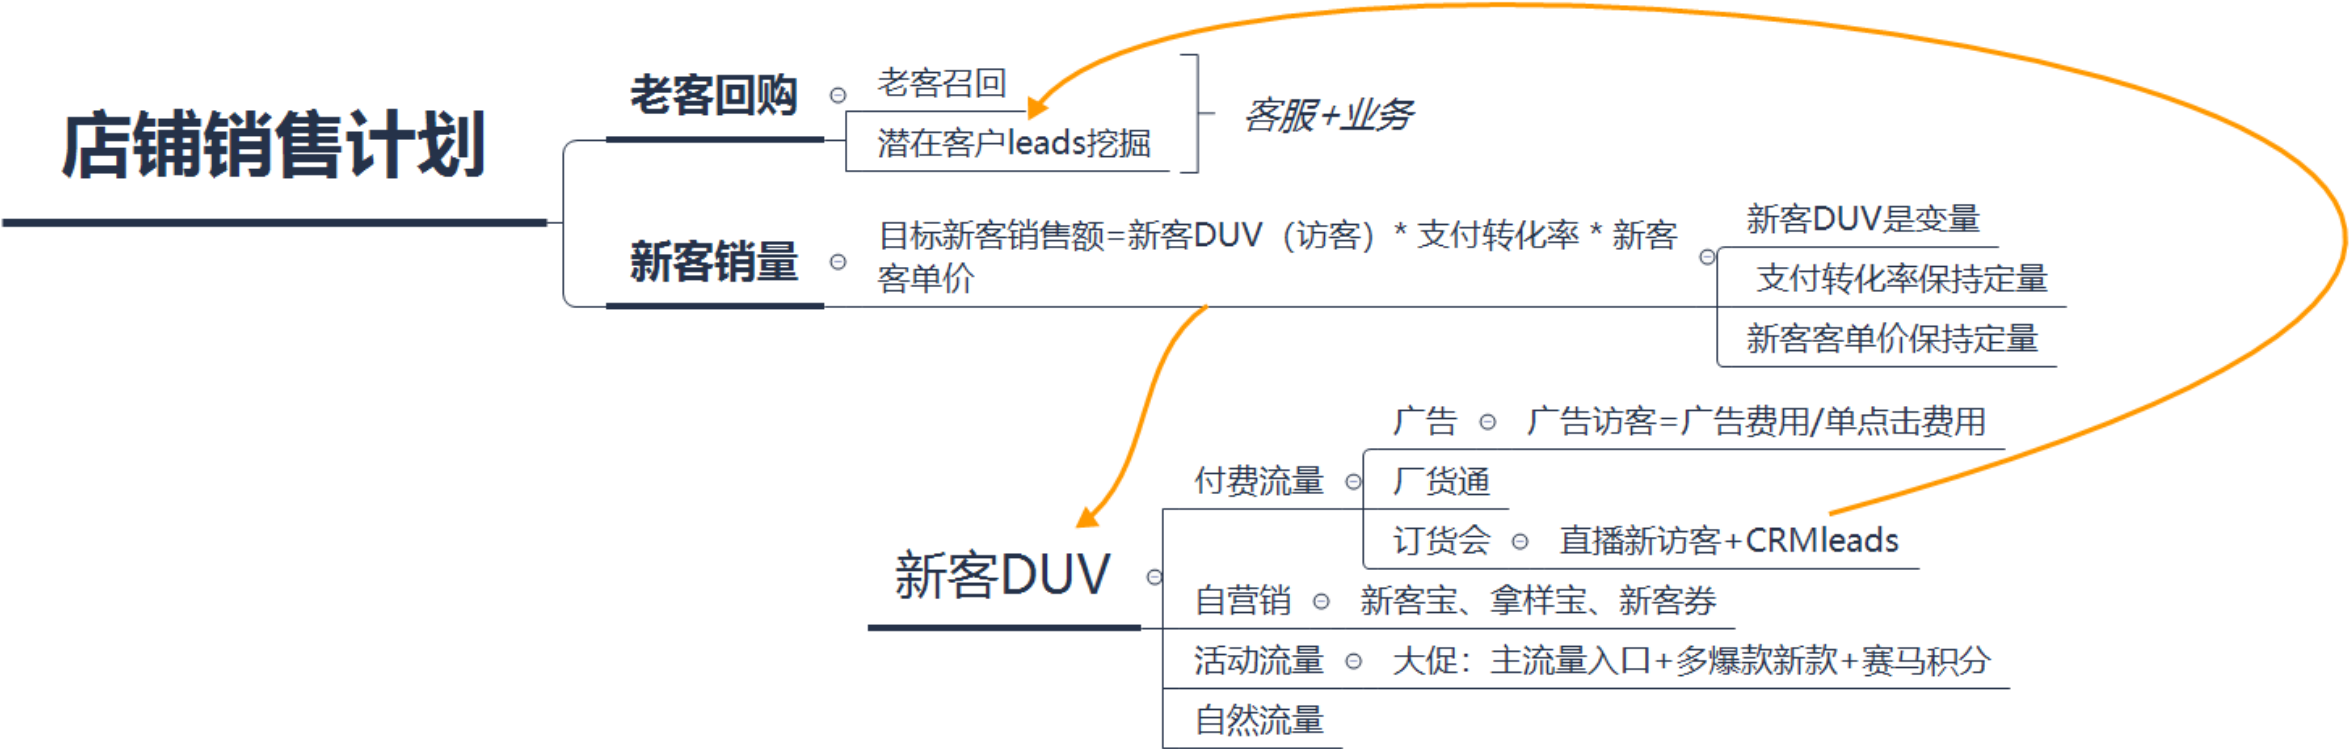 店铺销售计划
老客回购
老客召回
潜在客户leads挖掘
客服+业务
新客销量
目标新客销售额=新客DUV（访客）* 支付转化率 * 新客
客单价
新客DUV是变量
支付转化率保持定量
新客客单价保持定量
新客DUV
付费流量
广告
广告访客=广告费用/单点击费用
厂货通
订货会
直播新访客+CRMleads
自营销
新客宝、拿样宝、新客券
活动流量
大促：主流量入口+多爆款新款+赛马积分
自然流量